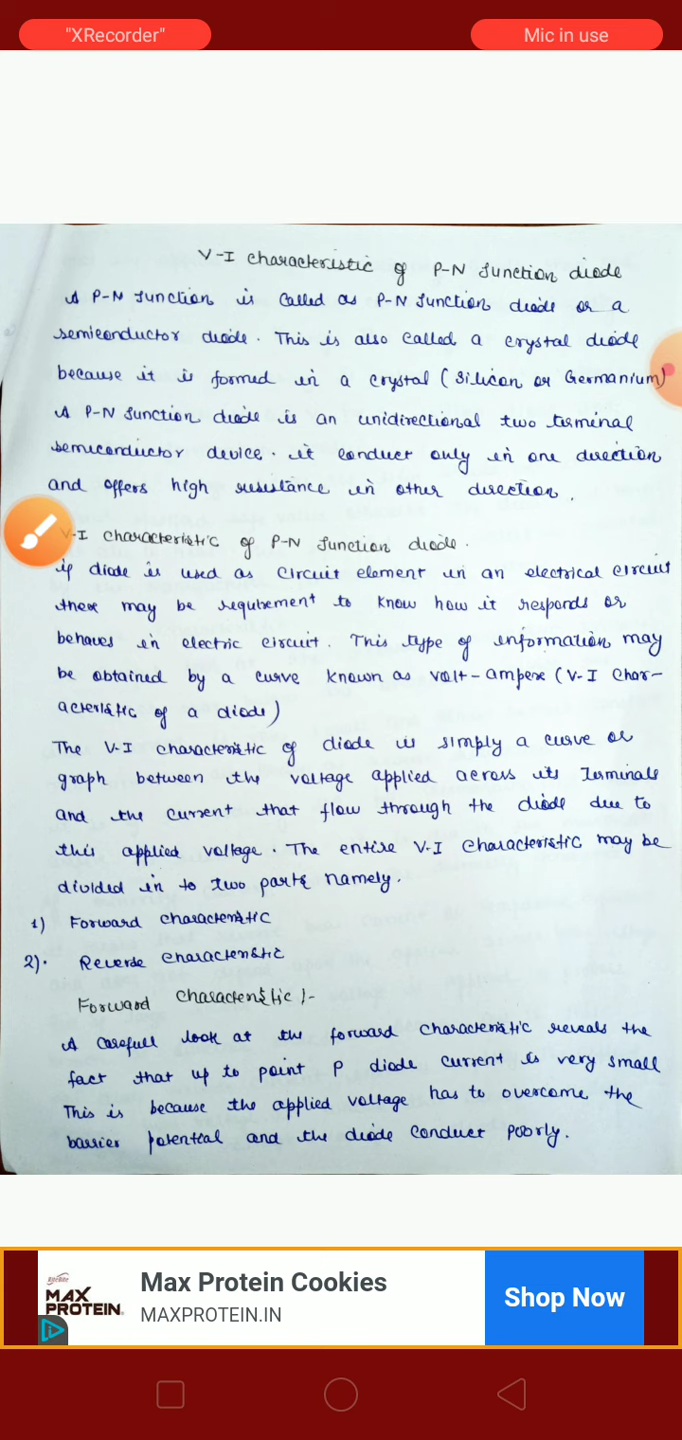 "XRecorder"
Mic in use
V-I characteristic of P-N Junction diode
A P-N Junction is called as P-N Junction diode or a
semiconductor diode. This is also called a crystal diode
because it is formed in a crystal (Silicon or Germanium)
A P-N Junction diode is an unidirectional two terminal
semiconductor device. it conduct only in one direction
and offers high resistance in other direction.
V-I characteristic of P-N Junction diode.
if diode is used as circuit element in an electrical circuit
there may be requirement to know how it responds or
behaves in electric circuit. This type of information may
be obtained by a curve known as volt-ampere (V-I Char-
acteristic of a diode)
The V-I characteristic of diode is simply a curve or
graph between the voltage applied across its Terminals
and the current that flow through the diode due to
this applied voltage. The entire V-I characteristic may be
divided in to two parts namely.
1) Forward characteristic
2). Reverse characteristic
Forward characteristic :-
A carefull look at the forward characteristic reveals the
fact that up to point P diode current is very small
This is because the applied voltage has to overcome the
barrier potential and the diode conduct poorly.
RiteBite
MAX
PROTEIN
Max Protein Cookies
MAXPROTEIN.IN
Shop Now